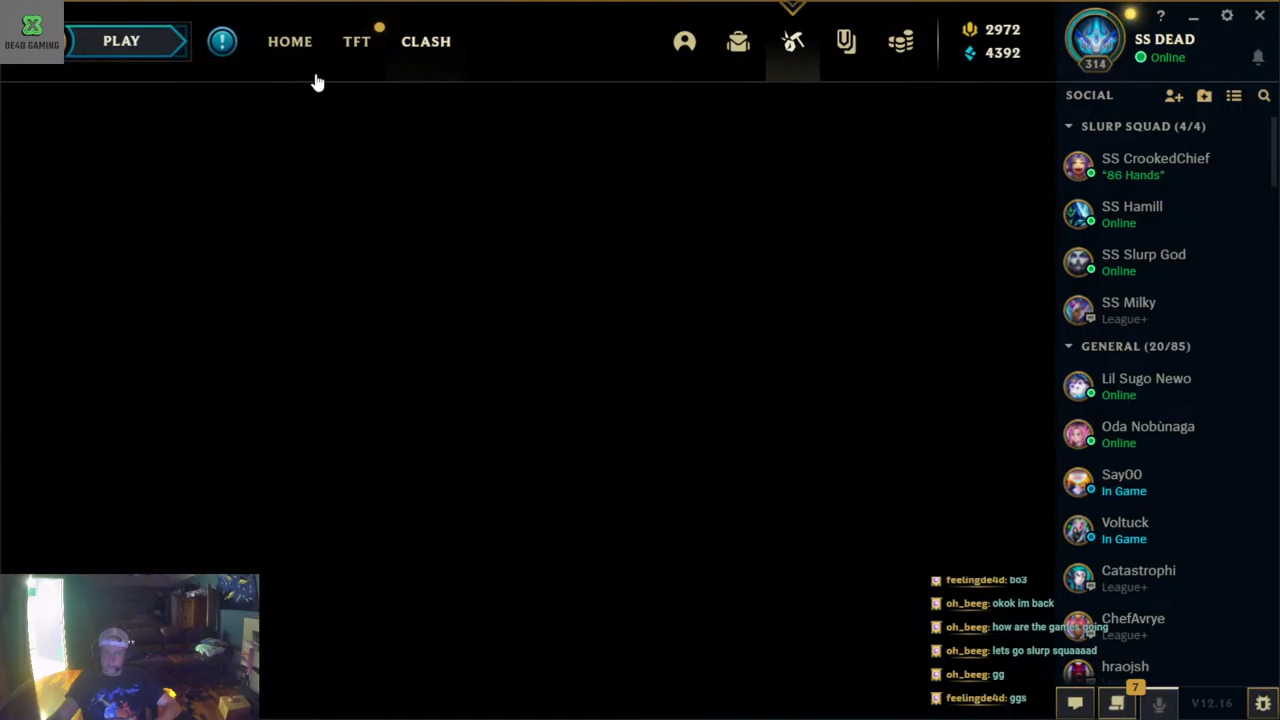 DE4D GAMING
PLAY
HOME
TFT
CLASH
2972
4392
314
?
SS DEAD
Online
SOCIAL
SLURP SQUAD (4/4)
SS CrookedChief
"86 Hands"
SS Hamill
Online
SS Slurp God
Online
SS Milky
League+
GENERAL (20/85)
Lil Sugo Newo
Online
Oda Nobùnaga
Online
Say00
In Game
Voltuck
In Game
Catastrophi
League+
ChefAvrye
League+
hraojsh
7
V12.16
feelingde4d: bo3
oh_beeg: okok im back
oh_beeg: how are the games going
oh_beeg: lets go slurp squaaaad
oh_beeg: gg
feelingde4d: ggs